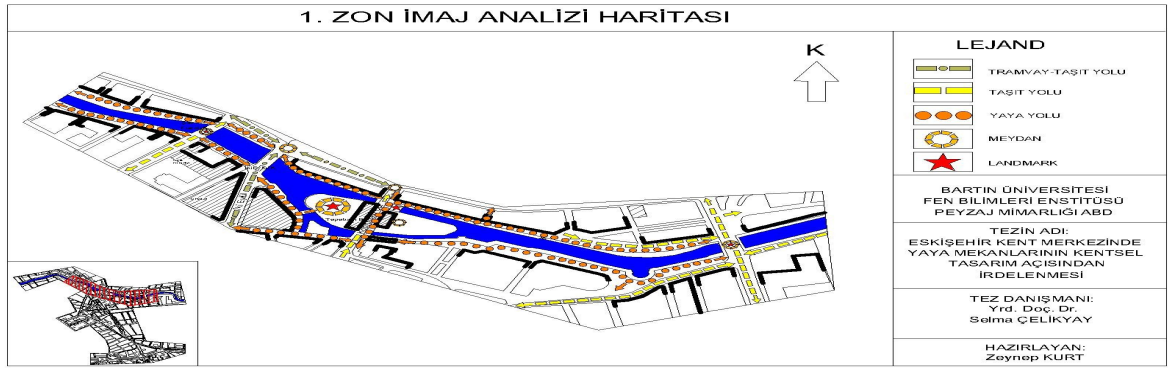 1. ZON İMAJ ANALİZİ HARİTASI
K
LEJAND
TRAMVAY-TAŞIT YOLU
TAŞIT YOLU
YAYA YOLU
MEYDAN
LANDMARK
BARTIN ÜNİVERSİTESİ
FEN BİLİMLERİ ENSTİTÜSÜ
PEYZAJ MİMARLIĞI ABD
TEZİN ADI:
ESKİŞEHİR KENT MERKEZİNDE
YAYA MEKANLARININ KENTSEL
TASARIM AÇISINDAN
İRDELENMESİ
TEZ DANIŞMANI:
Yrd. Doç. Dr.
Selma ÇELİKYAY
HAZIRLAYAN:
Zeynep KURT